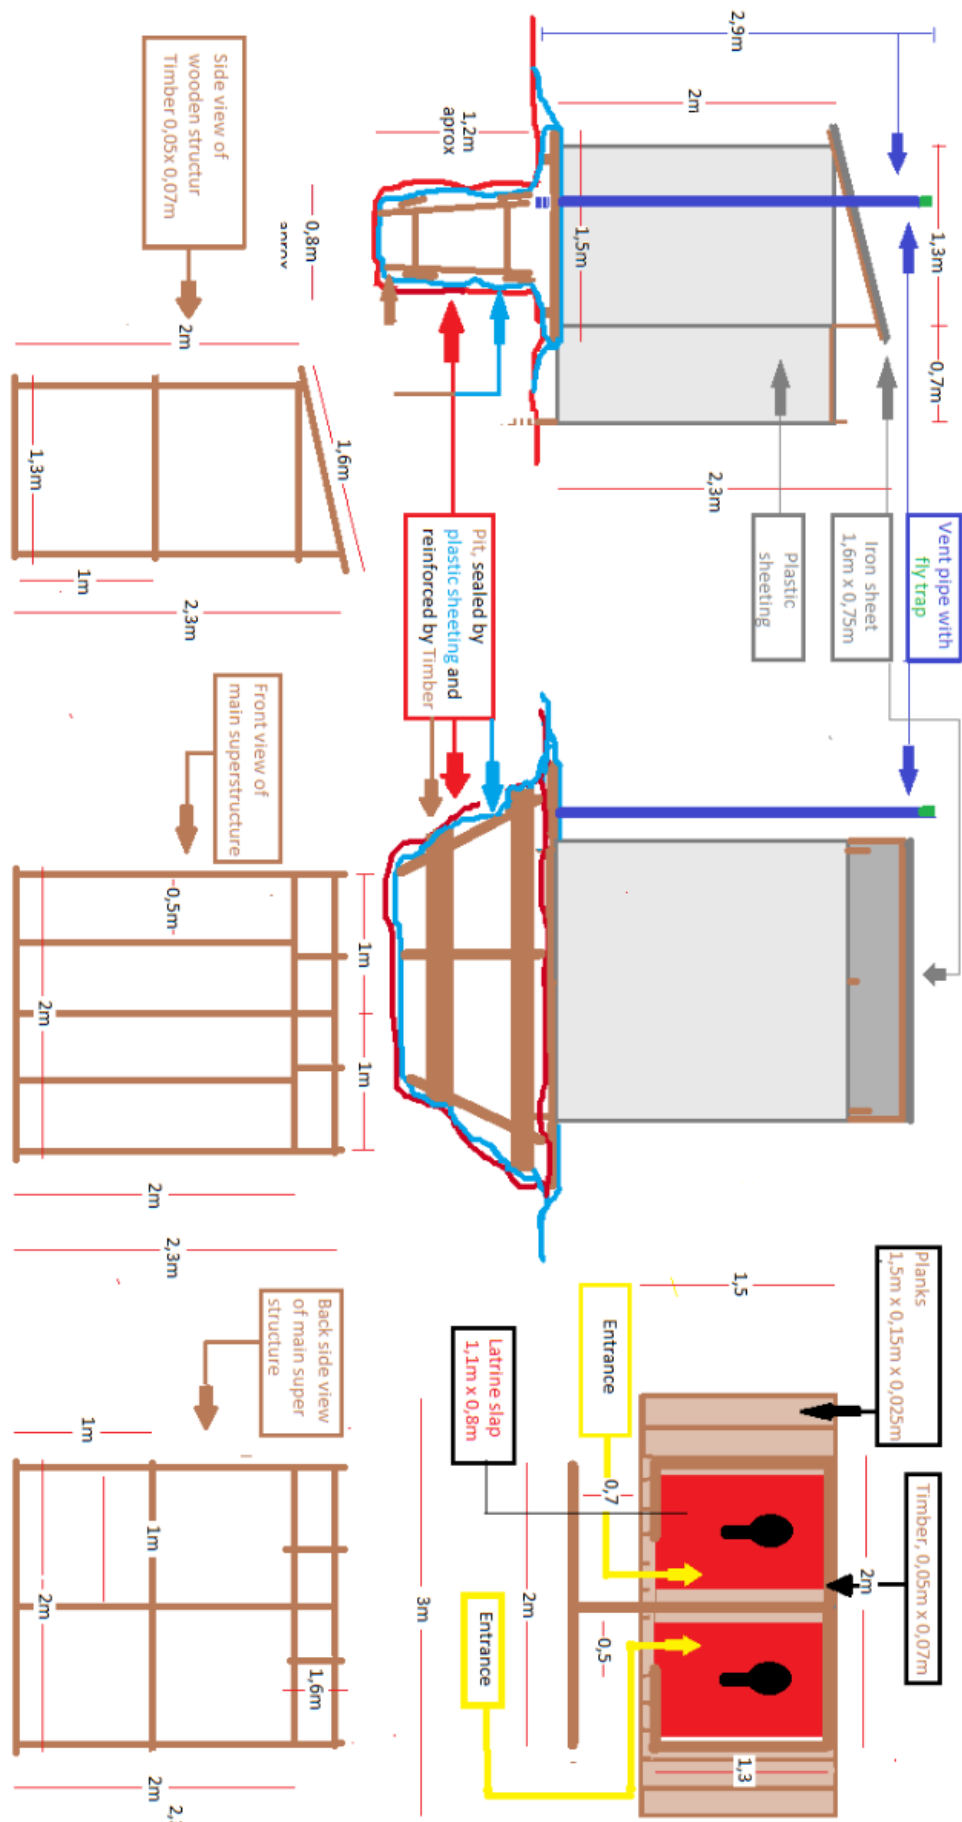 2,9m
2m
1,2m
aprox
1,5m
1,3m
0,7m
2,3m
0,8m
aprox
Side view of
wooden structur
Timber 0,05x 0,07m
2m
1,3m
1,6m
1m
2,3m
Vent pipe with
fly trap
Iron sheet
1,6m x 0,75m
Plastic
sheeting
Pit, sealed by
plastic sheeting and
reinforced by Timber
Front view of
main superstructure
0,5m
1m
1m
2m
2m
2,3m
Planks
1,5m x 0,15m x 0,025m
Timber, 0,05m x 0,07m
1,5
Entrance
Latrine slap
1,1m x 0,8m
0,7
2m
2m
0,5
1,3
Entrance
3m
Back side view
of main super
structure
1m
1m
2m
1,6m
2m
2,